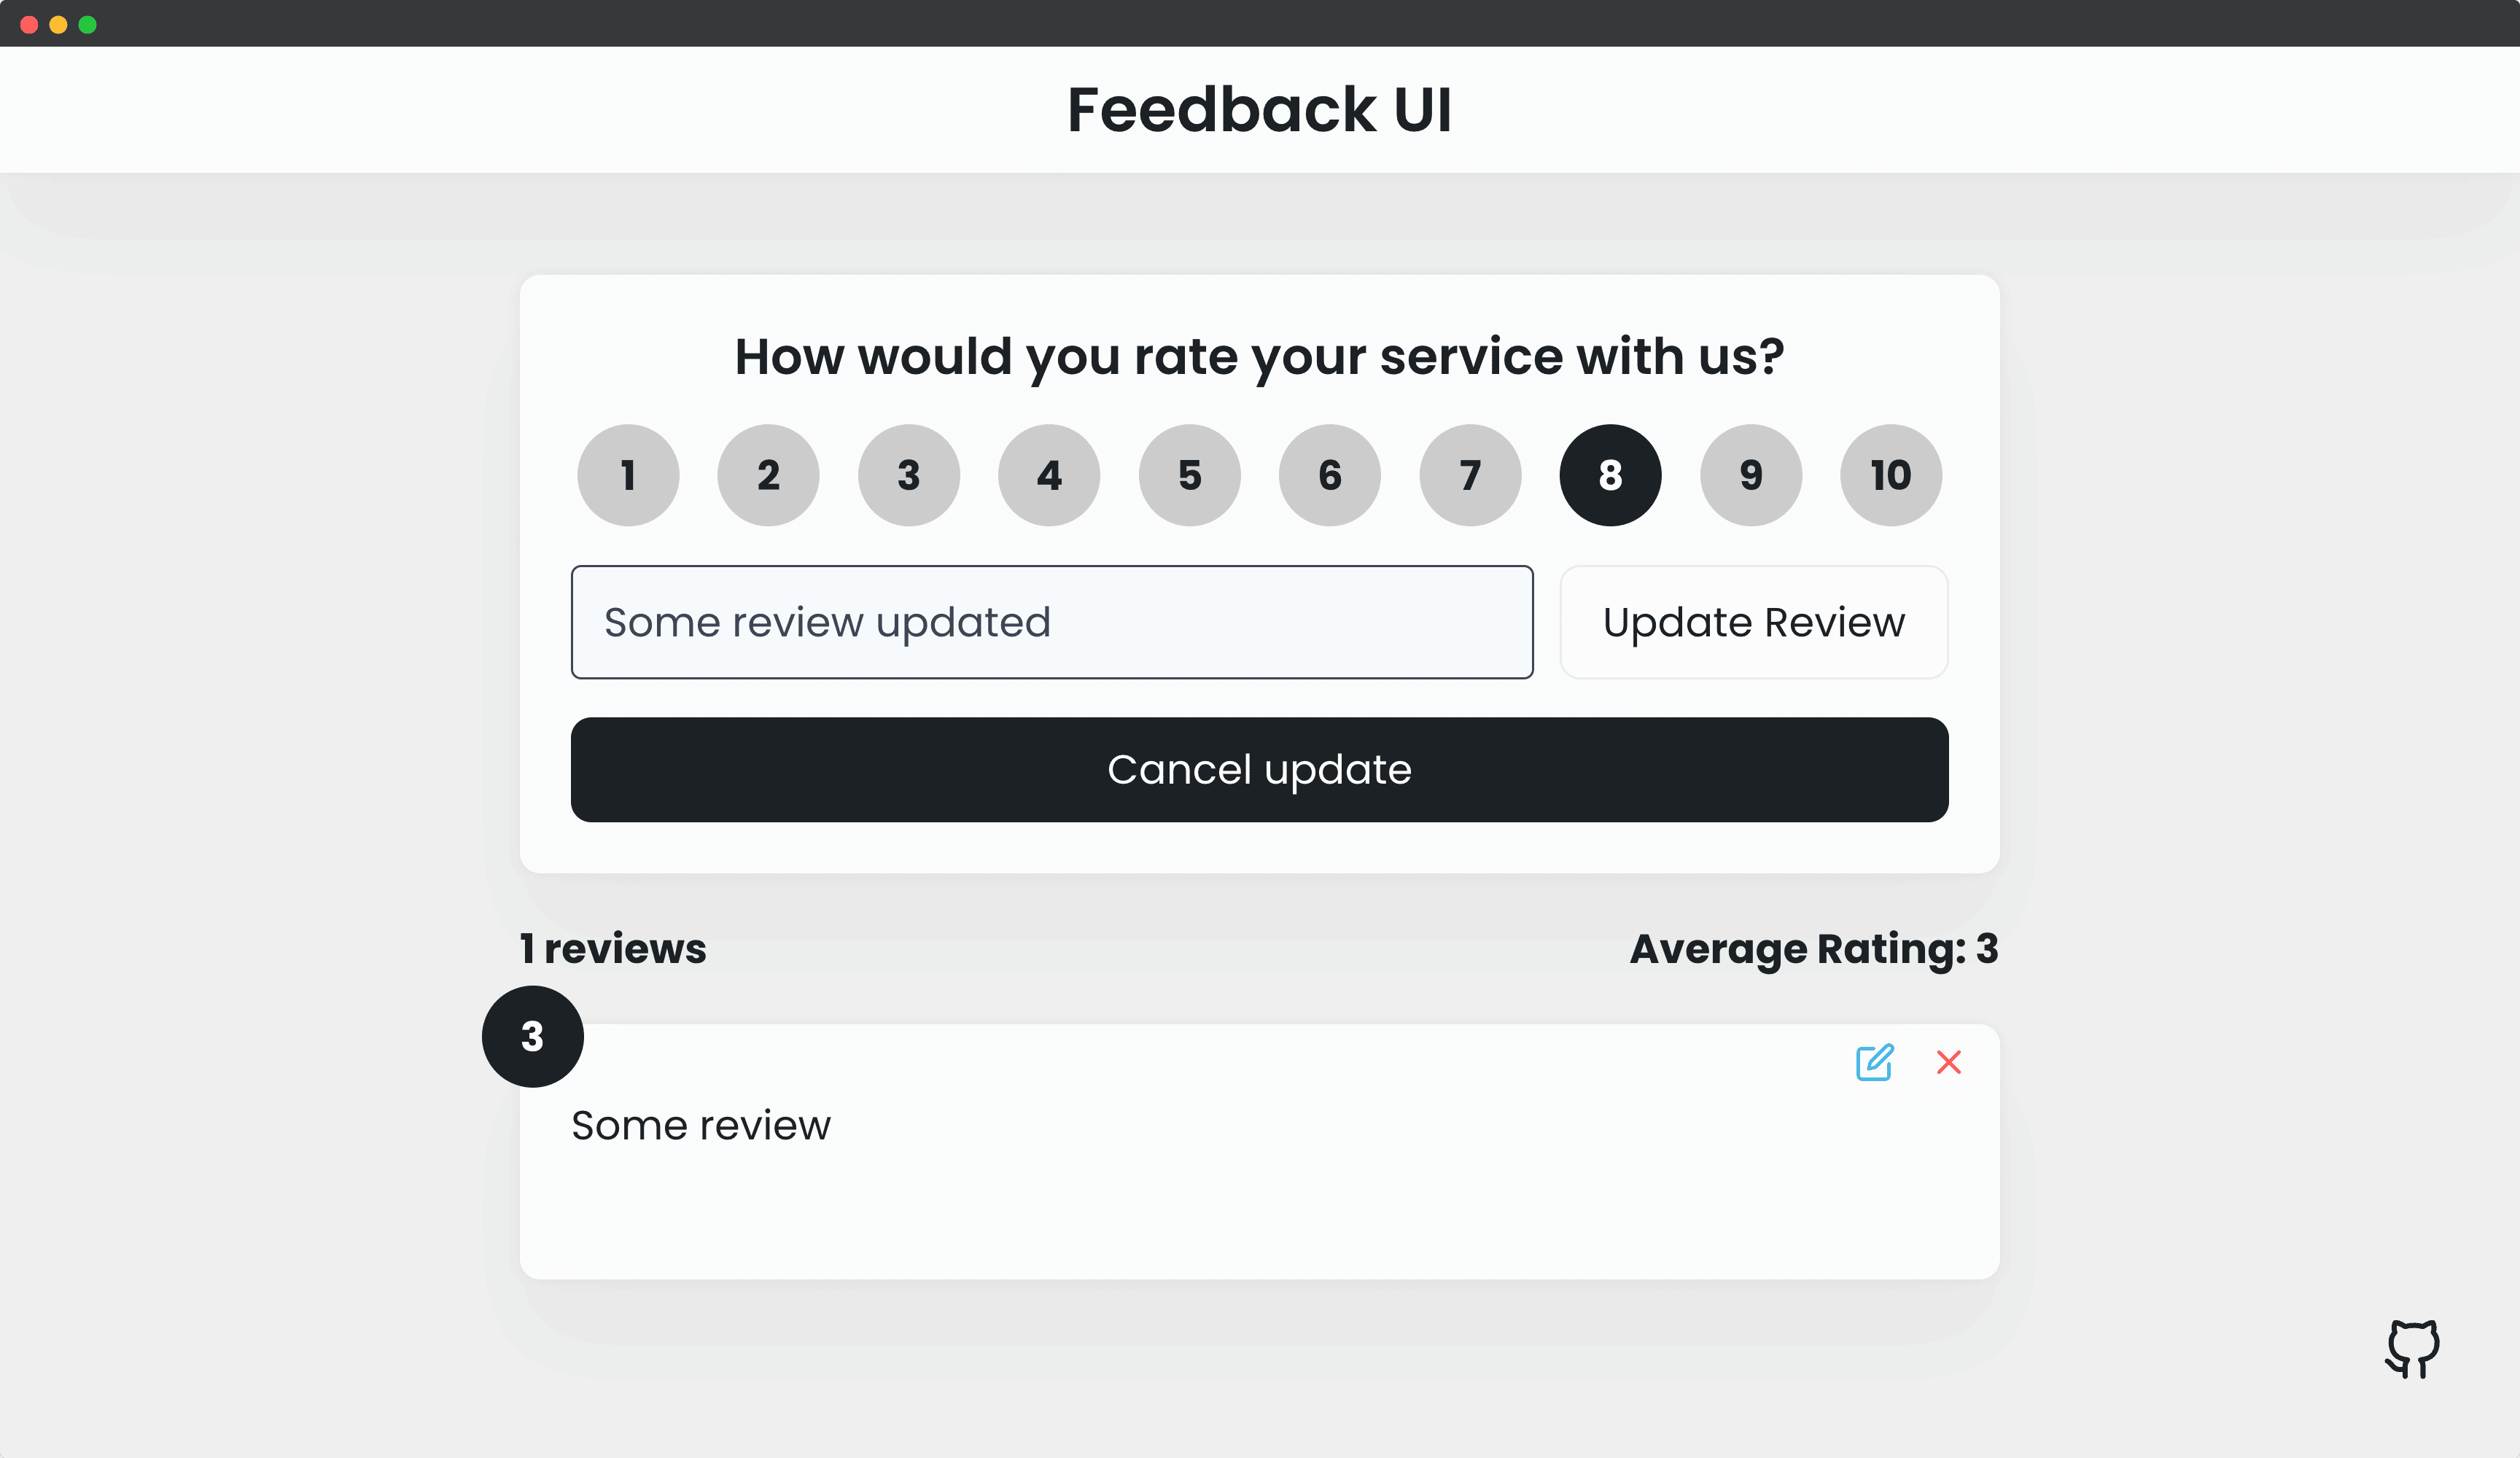 Feedback UI
How would you rate your service with us?
1 2 3 4 5 6 7 8 9 10
Some review updated
Update Review
Cancel update
1 reviews
Average Rating: 3
3
Some review